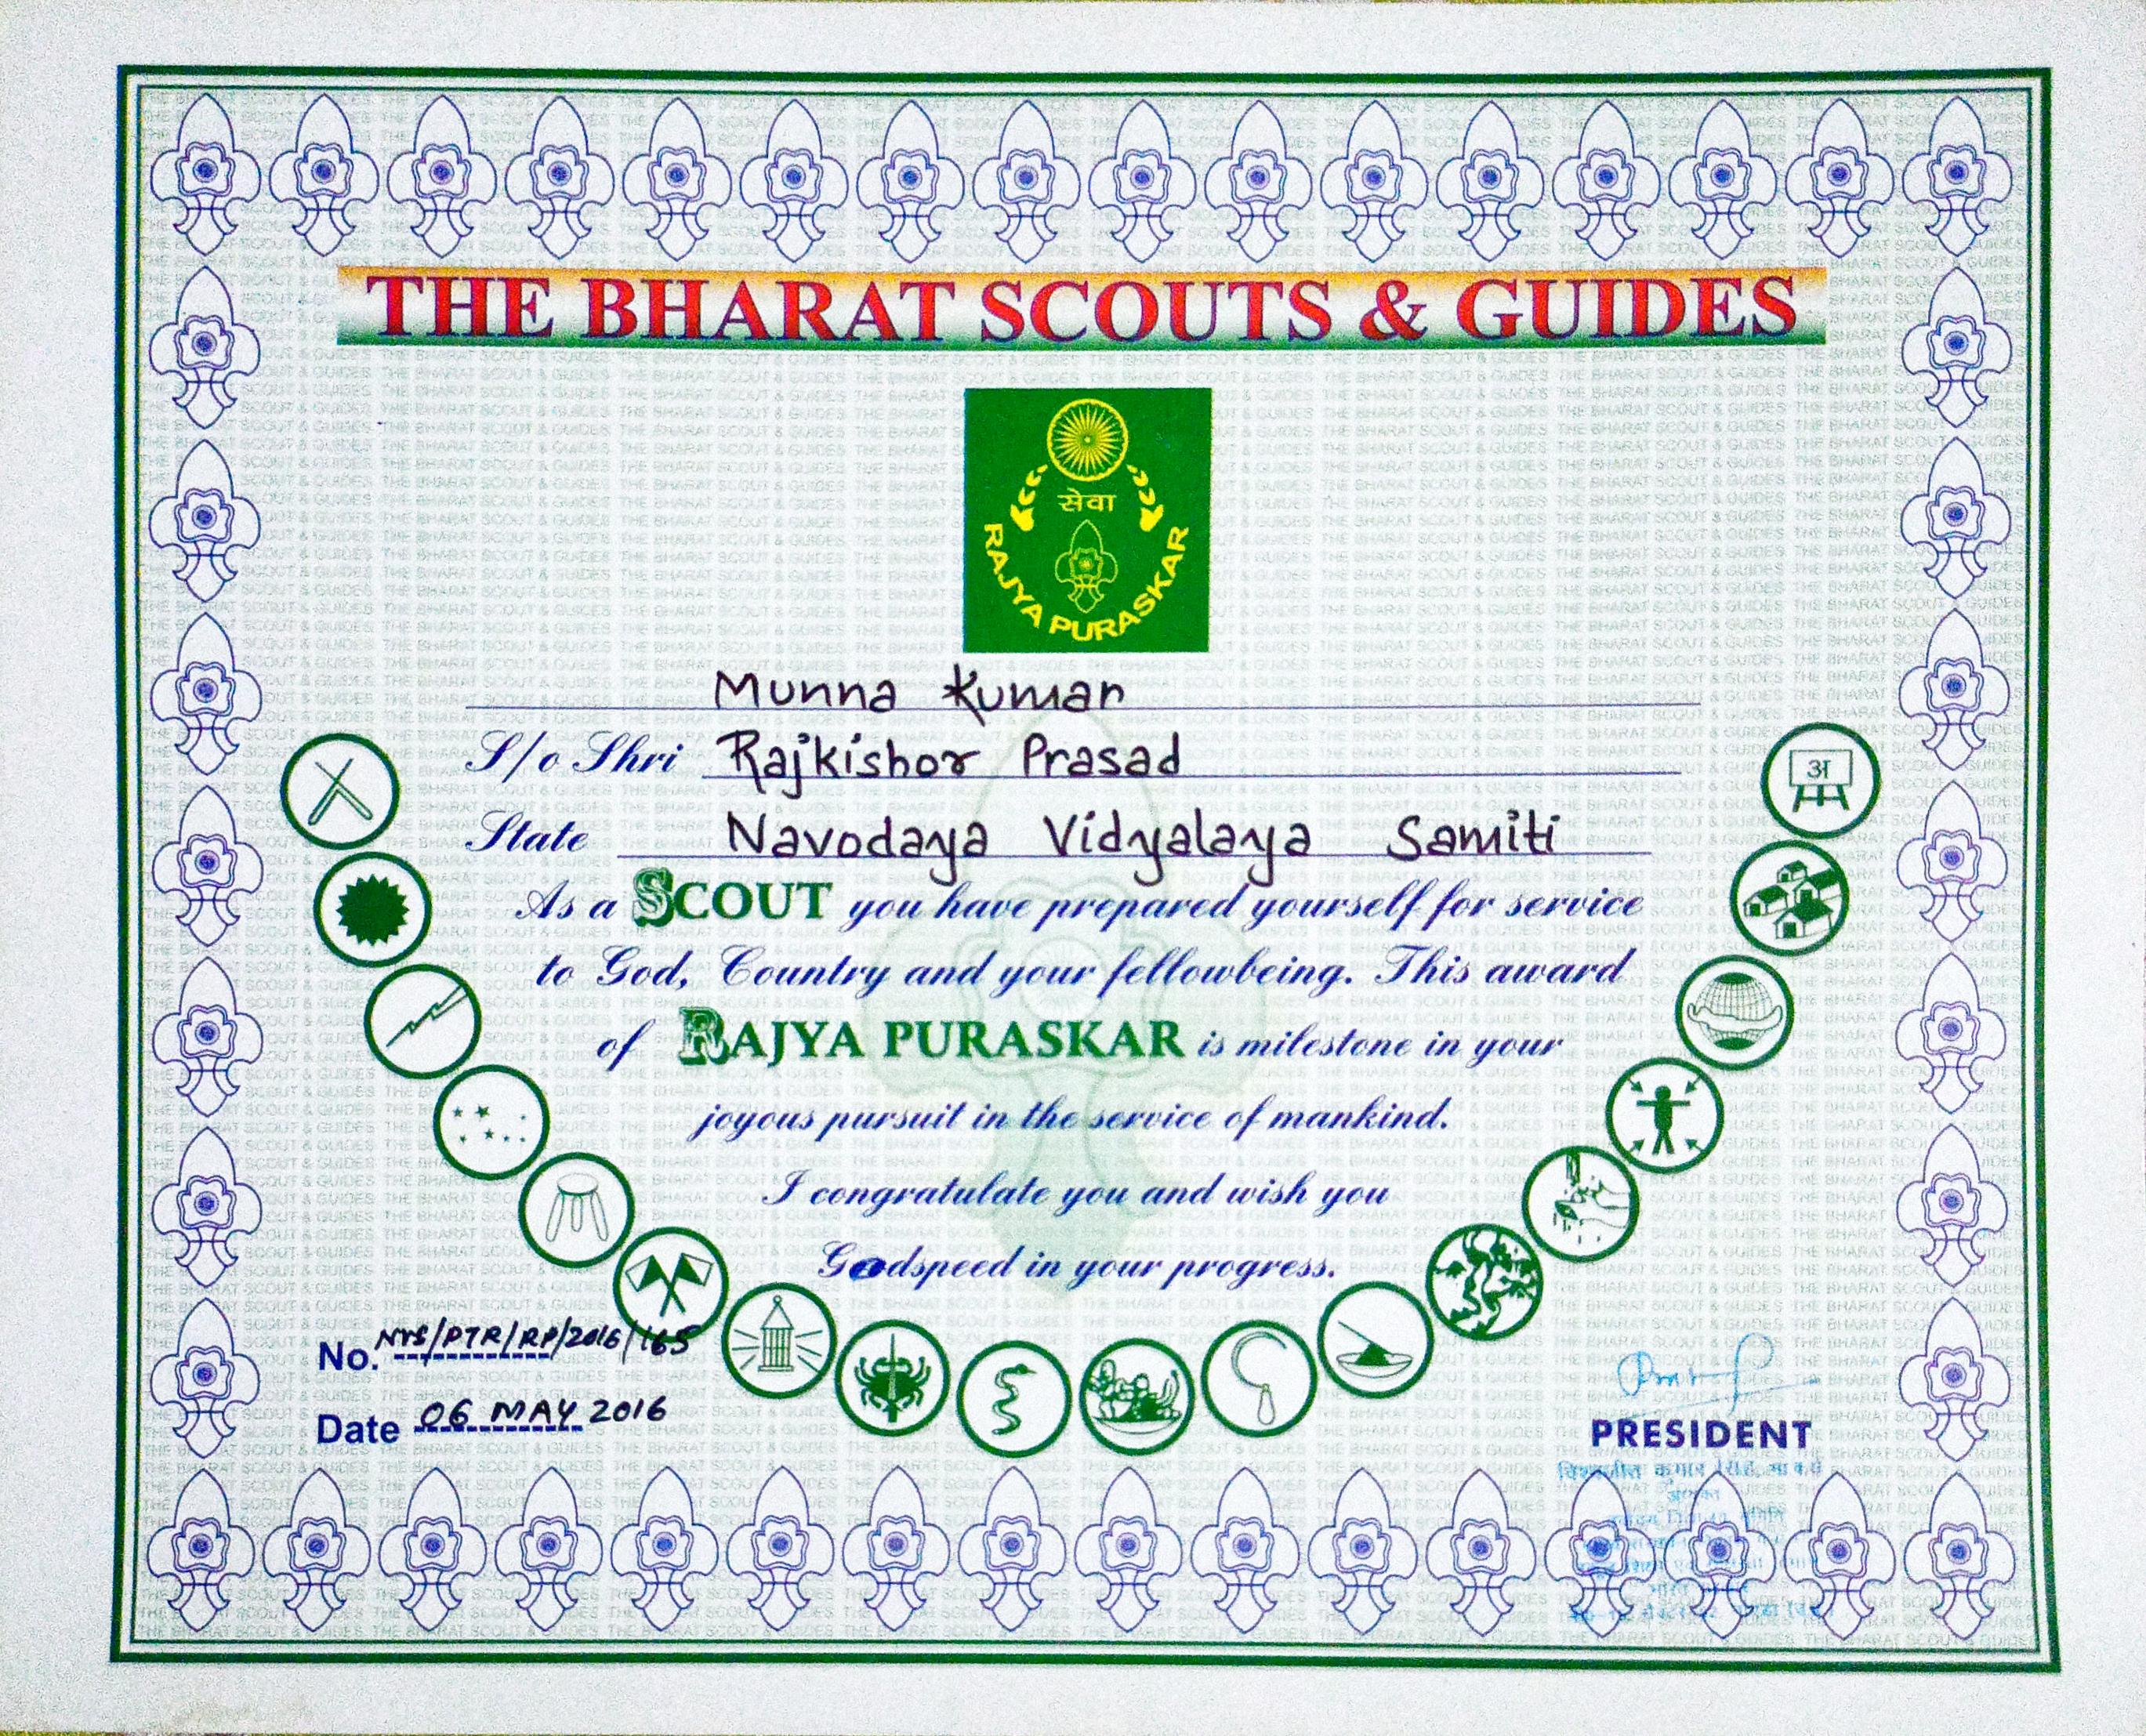 THE BHARAT SCOUTS & GUIDES
सेवा
RAJYA PURASKAR
Munna Kumar
S/o Shri Rajkishor Prasad
State Navodaya Vidyalaya Samiti
अ
As a SCOUT you have prepared yourself for service
to God, Country and your fellowbeing. This award
of RAJYA PURASKAR is milestone in your
joyous pursuit in the service of mankind.
I congratulate you and wish you
Godspeed in your progress.
No. NVS/PTR/RP/2016/165
Date 06 MAY 2016
PRESIDENT